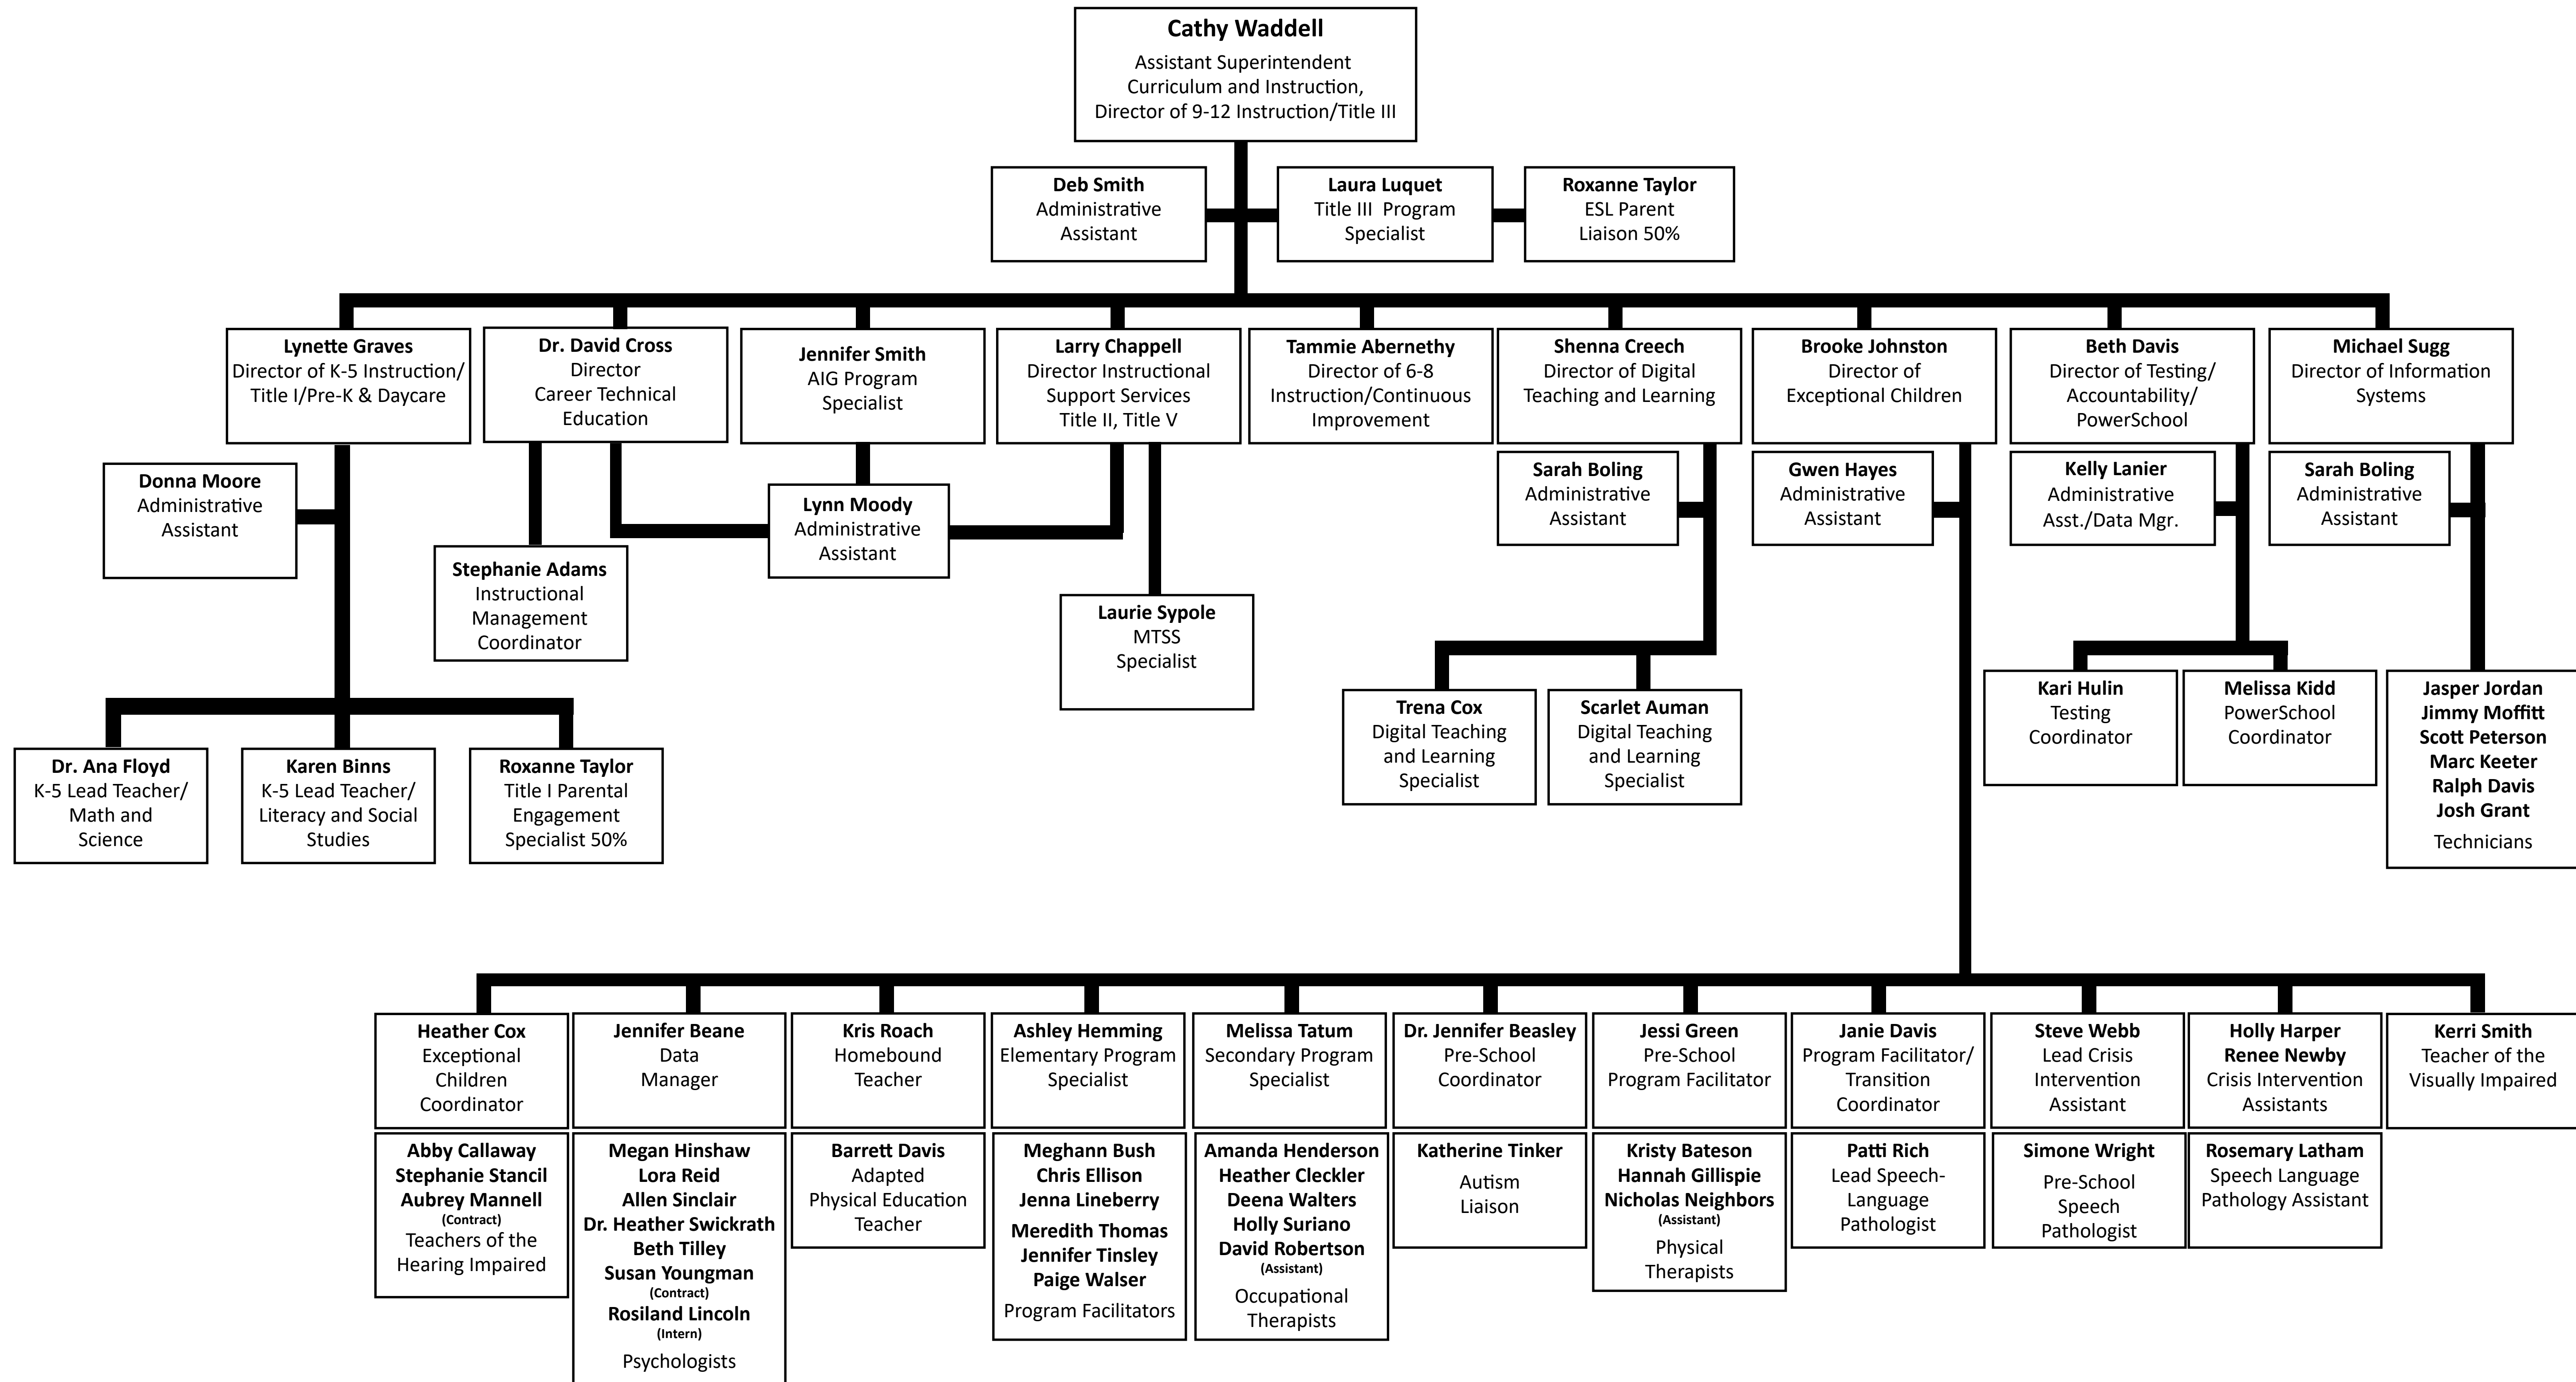 Cathy Waddell
Assistant Superintendent
Curriculum and Instruction,
Director of 9-12 Instruction/Title III
Deb Smith
Administrative
Assistant
Laura Luquet
Title III Program
Specialist
Roxanne Taylor
ESL Parent
Liaison 50%
Lynette Graves
Director of K-5 Instruction/
Title I/Pre-K & Daycare
Dr. David Cross
Director
Career Technical
Education
Jennifer Smith
AIG Program
Specialist
Larry Chappell
Director Instructional
Support Services
Title II, Title V
Tammie Abernethy
Director of 6-8
Instruction/Continuous
Improvement
Shenna Creech
Director of Digital
Teaching and Learning
Brooke Johnston
Director of
Exceptional Children
Beth Davis
Director of Testing/
Accountability/
PowerSchool
Michael Sugg
Director of Information
Systems
Donna Moore
Administrative
Assistant
Stephanie Adams
Instructional
Management
Coordinator
Lynn Moody
Administrative
Assistant
Laurie Sypole
MTSS
Specialist
Sarah Boling
Administrative
Assistant
Gwen Hayes
Administrative
Assistant
Kelly Lanier
Administrative
Asst./Data Mgr.
Sarah Boling
Administrative
Assistant
Dr. Ana Floyd
K-5 Lead Teacher/
Math and
Science
Karen Binns
K-5 Lead Teacher/
Literacy and Social
Studies
Roxanne Taylor
Title I Parental
Engagement
Specialist 50%
Trena Cox
Digital Teaching
and Learning
Specialist
Scarlet Auman
Digital Teaching
and Learning
Specialist
Kari Hulin
Testing
Coordinator
Melissa Kidd
PowerSchool
Coordinator
Jasper Jordan
Jimmy Moffitt
Scott Peterson
Marc Keeter
Ralph Davis
Josh Grant
Technicians
Heather Cox
Exceptional
Children
Coordinator
Jennifer Beane
Data
Manager
Kris Roach
Homebound
Teacher
Ashley Hemming
Elementary Program
Specialist
Melissa Tatum
Secondary Program
Specialist
Dr. Jennifer Beasley
Pre-School
Coordinator
Jessi Green
Pre-School
Program Facilitator
Janie Davis
Program Facilitator/
Transition
Coordinator
Steve Webb
Lead Crisis
Intervention
Assistant
Holly Harper
Renee Newby
Crisis Intervention
Assistants
Kerri Smith
Teacher of the
Visually Impaired
Abby Callaway
Stephanie Stancil
Aubrey Mannell
(Contract)
Teachers of the
Hearing Impaired
Megan Hinshaw
Lora Reid
Allen Sinclair
Dr. Heather Swickrath
Beth Tilley
Susan Youngman
(Contract)
Rosiland Lincoln
(Intern)
Psychologists
Barrett Davis
Adapted
Physical Education
Teacher
Meghann Bush
Chris Ellison
Jenna Lineberry
Meredith Thomas
Jennifer Tinsley
Paige Walser
Program Facilitators
Amanda Henderson
Heather Cleckler
Deena Walters
Holly Suriano
David Robertson
(Assistant)
Occupational
Therapists
Katherine Tinker
Autism
Liaison
Kristy Bateson
Hannah Gillispie
Nicholas Neighbors
(Assistant)
Physical
Therapists
Patti Rich
Lead Speech-
Language
Pathologist
Simone Wright
Pre-School
Speech
Pathologist
Rosemary Latham
Speech Language
Pathology Assistant